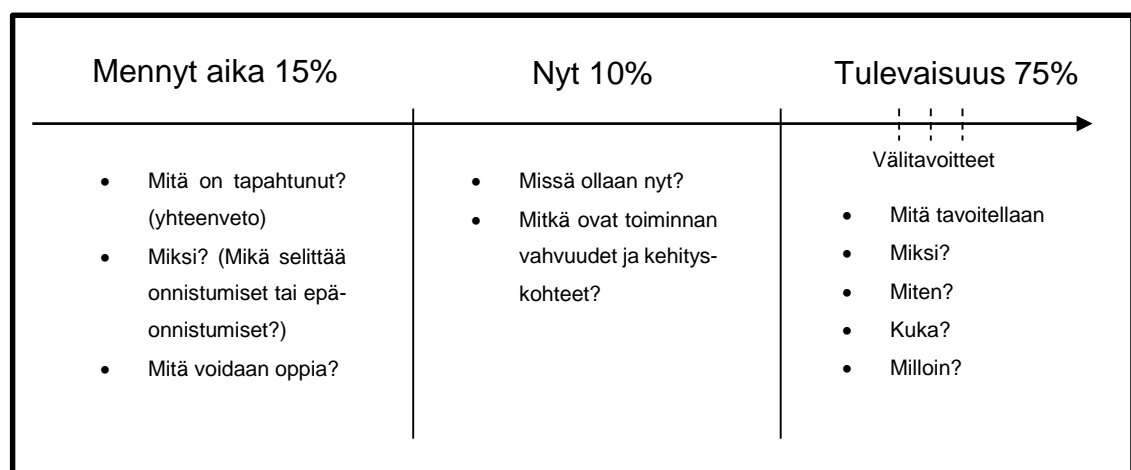 Mennyt aika 15%
• Mitä on tapahtunut?
(yhteenveto)
• Miksi? (Mikä selittää
onnistumiset tai epä-
onnistumiset?)
• Mitä voidaan oppia?
Nyt 10%
• Missä ollaan nyt?
• Mitkä ovat toiminnan
vahvuudet ja kehitys-
kohteet?
Tulevaisuus 75%
Välitavoitteet
• Mitä tavoitellaan
• Miksi?
• Miten?
• Kuka?
• Milloin?